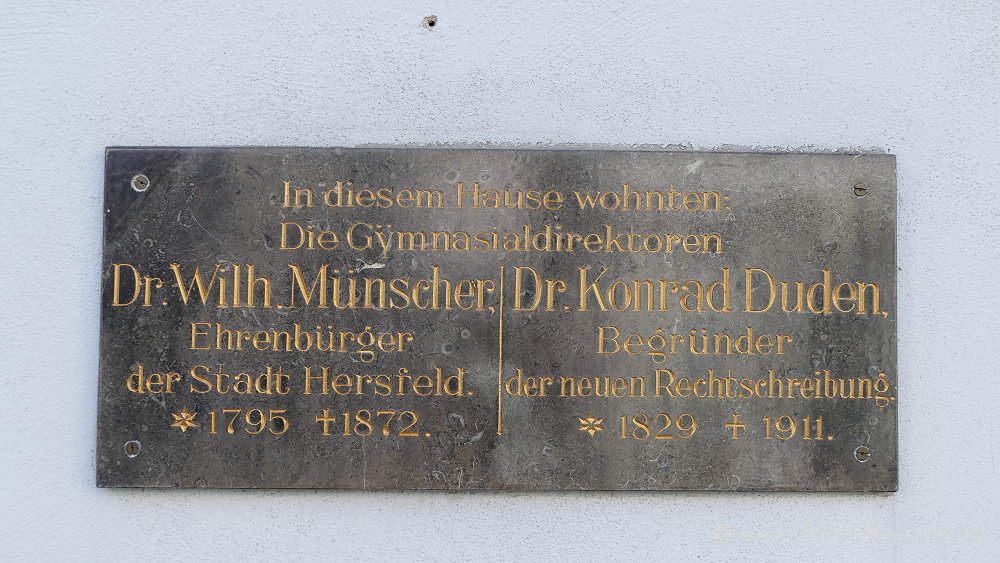 In diesem Hause wohnten:
Die Gÿmnasialdirektoren
Dr. Wilh. Münscher,
Ehrenbürger
der Stadt Hersfeld.
✶ 1795 ✝ 1872.
Dr. Konrad Duden,
Begründer
der neuen Rechtschreibung.
✶ 1829 ✝ 1911.